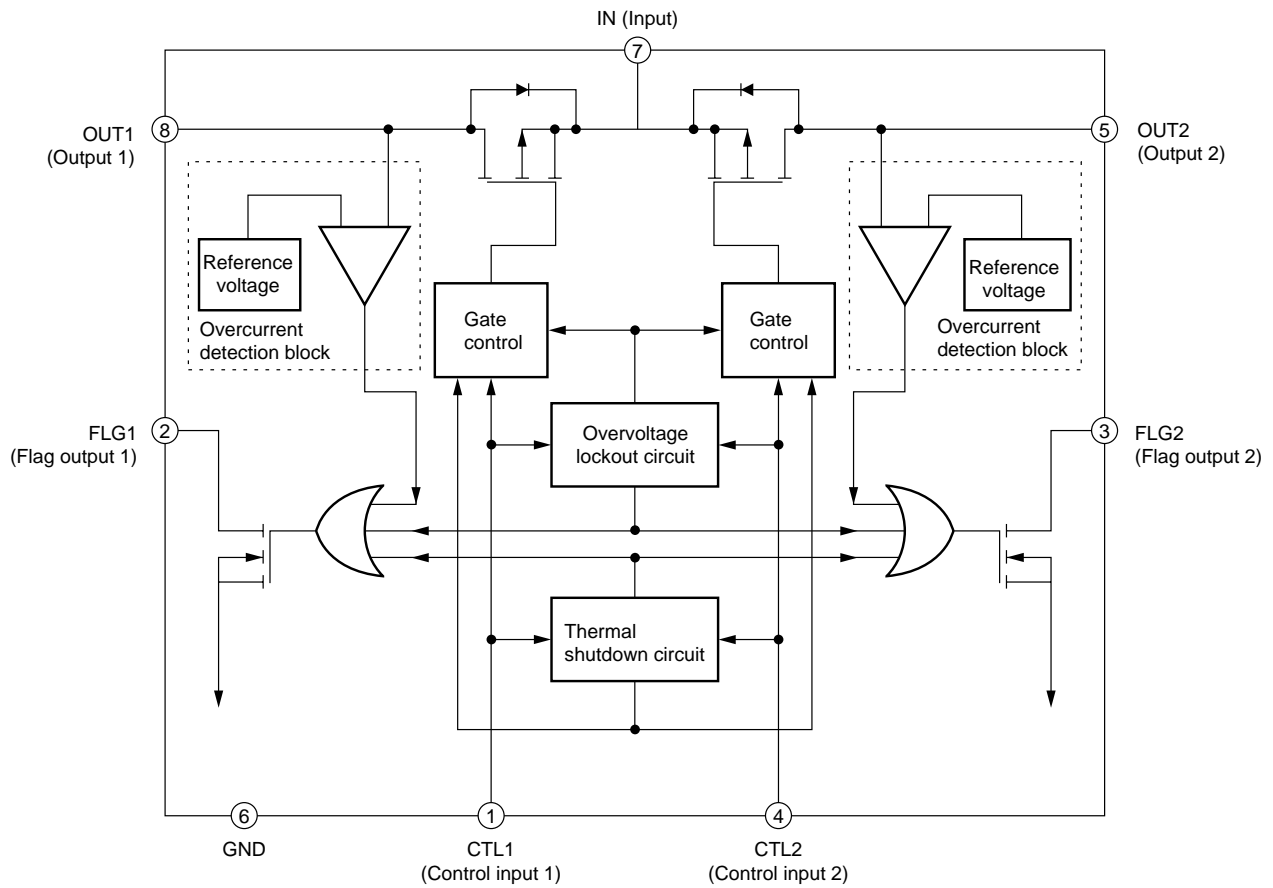 IN (Input)
7
8
OUT1
(Output 1)
5
OUT2
(Output 2)
Reference
voltage
Overcurrent
detection block
Gate
control
Gate
control
Reference
voltage
Overcurrent
detection block
2
FLG1
(Flag output 1)
Overvoltage
lockout circuit
3
FLG2
(Flag output 2)
Thermal
shutdown circuit
6
GND
1
CTL1
(Control input 1)
4
CTL2
(Control input 2)